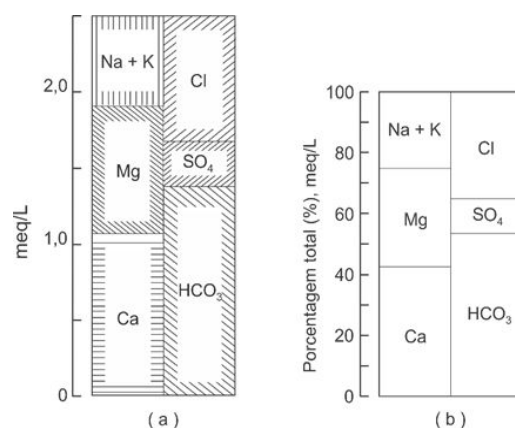 meq/L
2,0
1,0
0
Na + K
Mg
Ca
Cl
SO₄
HCO₃
( a )
Porcentagem total (%), meq/L
100
80
60
40
20
0
Na + K
Mg
Ca
Cl
SO₄
HCO₃
( b )